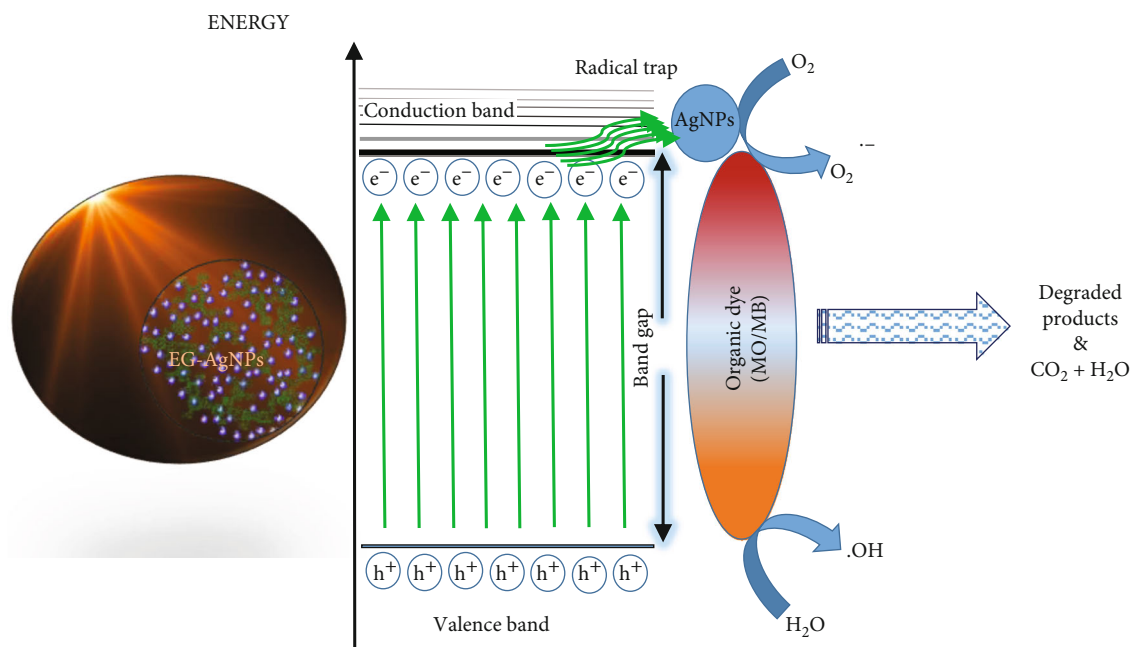 ENERGY
Radical trap
O₂
Conduction band
AgNPs
·−
O₂
e⁻ e⁻ e⁻ e⁻ e⁻ e⁻ e⁻
EG-AgNPs
Band gap
Organic dye
(MO/MB)
Degraded
products
&
CO₂ + H₂O
.OH
h⁺ h⁺ h⁺ h⁺ h⁺ h⁺ h⁺
Valence band
H₂O